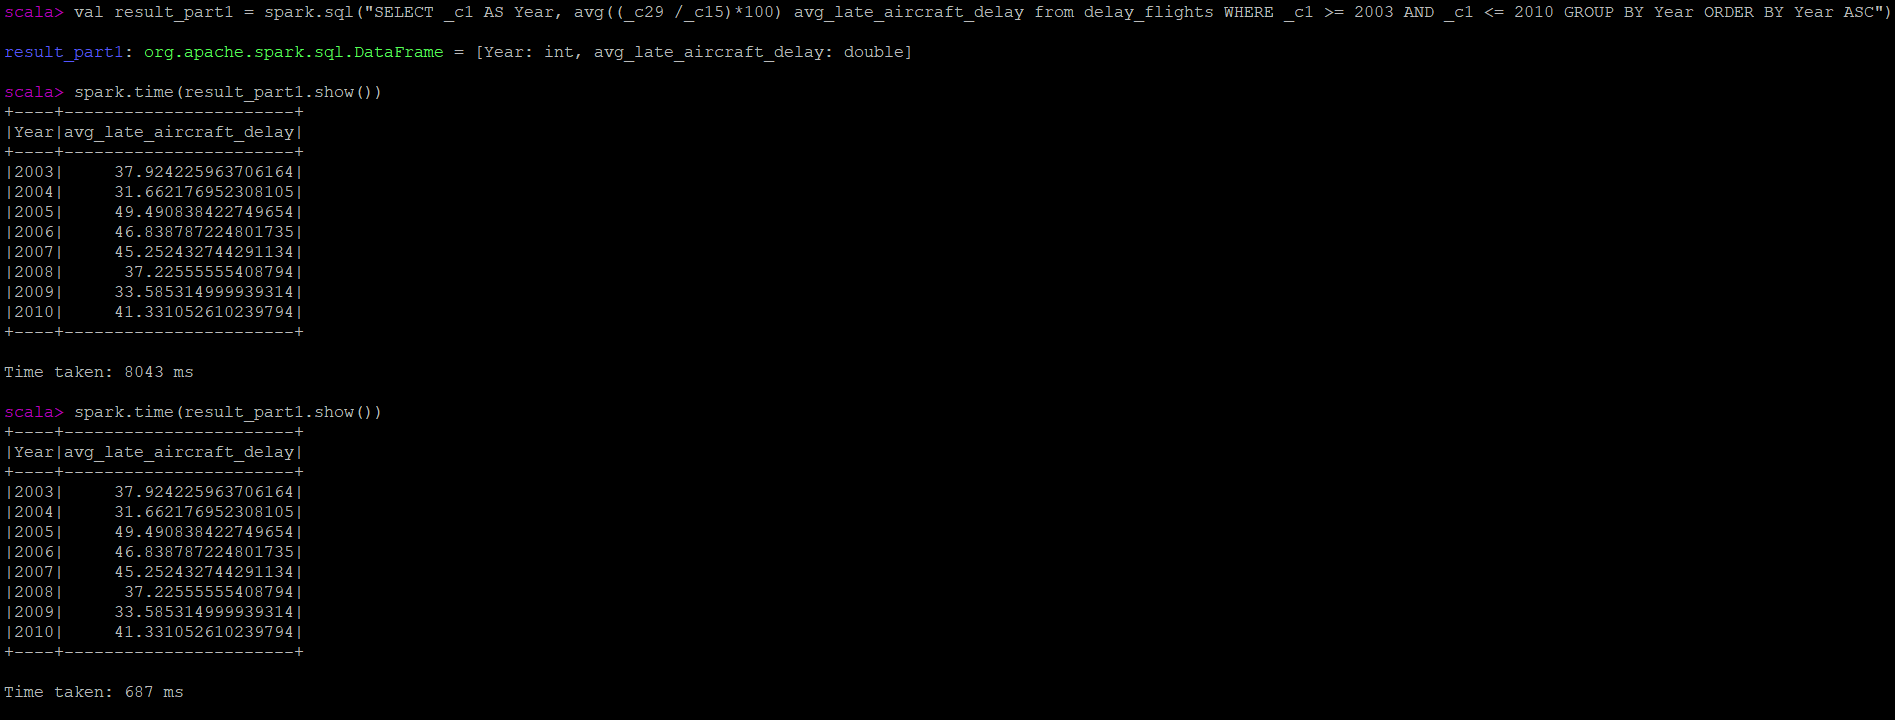 scala> val result_part1 = spark.sql("SELECT _c1 AS Year, avg((_c29 /_c15)*100) avg_late_aircraft_delay from delay_flights WHERE _c1 >= 2003 AND _c1 <= 2010 GROUP BY Year ORDER BY Year ASC")
result_part1: org.apache.spark.sql.DataFrame = [Year: int, avg_late_aircraft_delay: double]
scala> spark.time(result_part1.show())
+----+-----------------------+
|Year|avg_late_aircraft_delay|
+----+-----------------------+
|2003|     37.924225963706164|
|2004|     31.662176952308105|
|2005|     49.490838422749654|
|2006|     46.838787224801735|
|2007|     45.252432744291134|
|2008|      37.22555555408794|
|2009|     33.585314999939314|
|2010|     41.331052610239794|
+----+-----------------------+
Time taken: 8043 ms
scala> spark.time(result_part1.show())
+----+-----------------------+
|Year|avg_late_aircraft_delay|
+----+-----------------------+
|2003|     37.924225963706164|
|2004|     31.662176952308105|
|2005|     49.490838422749654|
|2006|     46.838787224801735|
|2007|     45.252432744291134|
|2008|      37.22555555408794|
|2009|     33.585314999939314|
|2010|     41.331052610239794|
+----+-----------------------+
Time taken: 687 ms